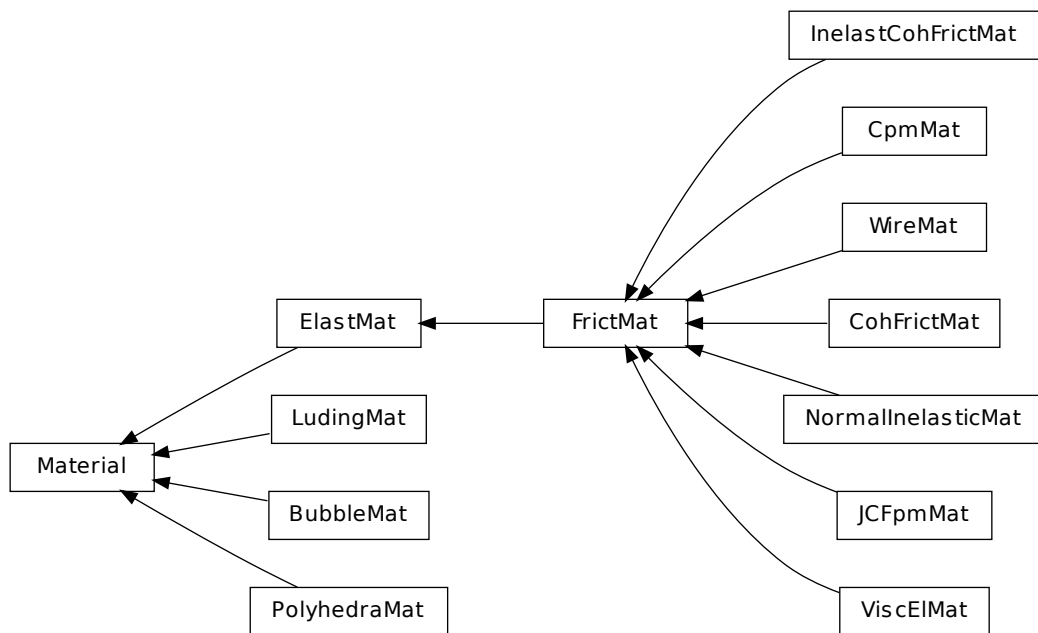 InelastCohFrictMat
CpmMat
WireMat
ElastMat
FrictMat
CohFrictMat
LudingMat
NormalInelasticMat
Material
BubbleMat
JCFpmMat
PolyhedraMat
ViscElMat